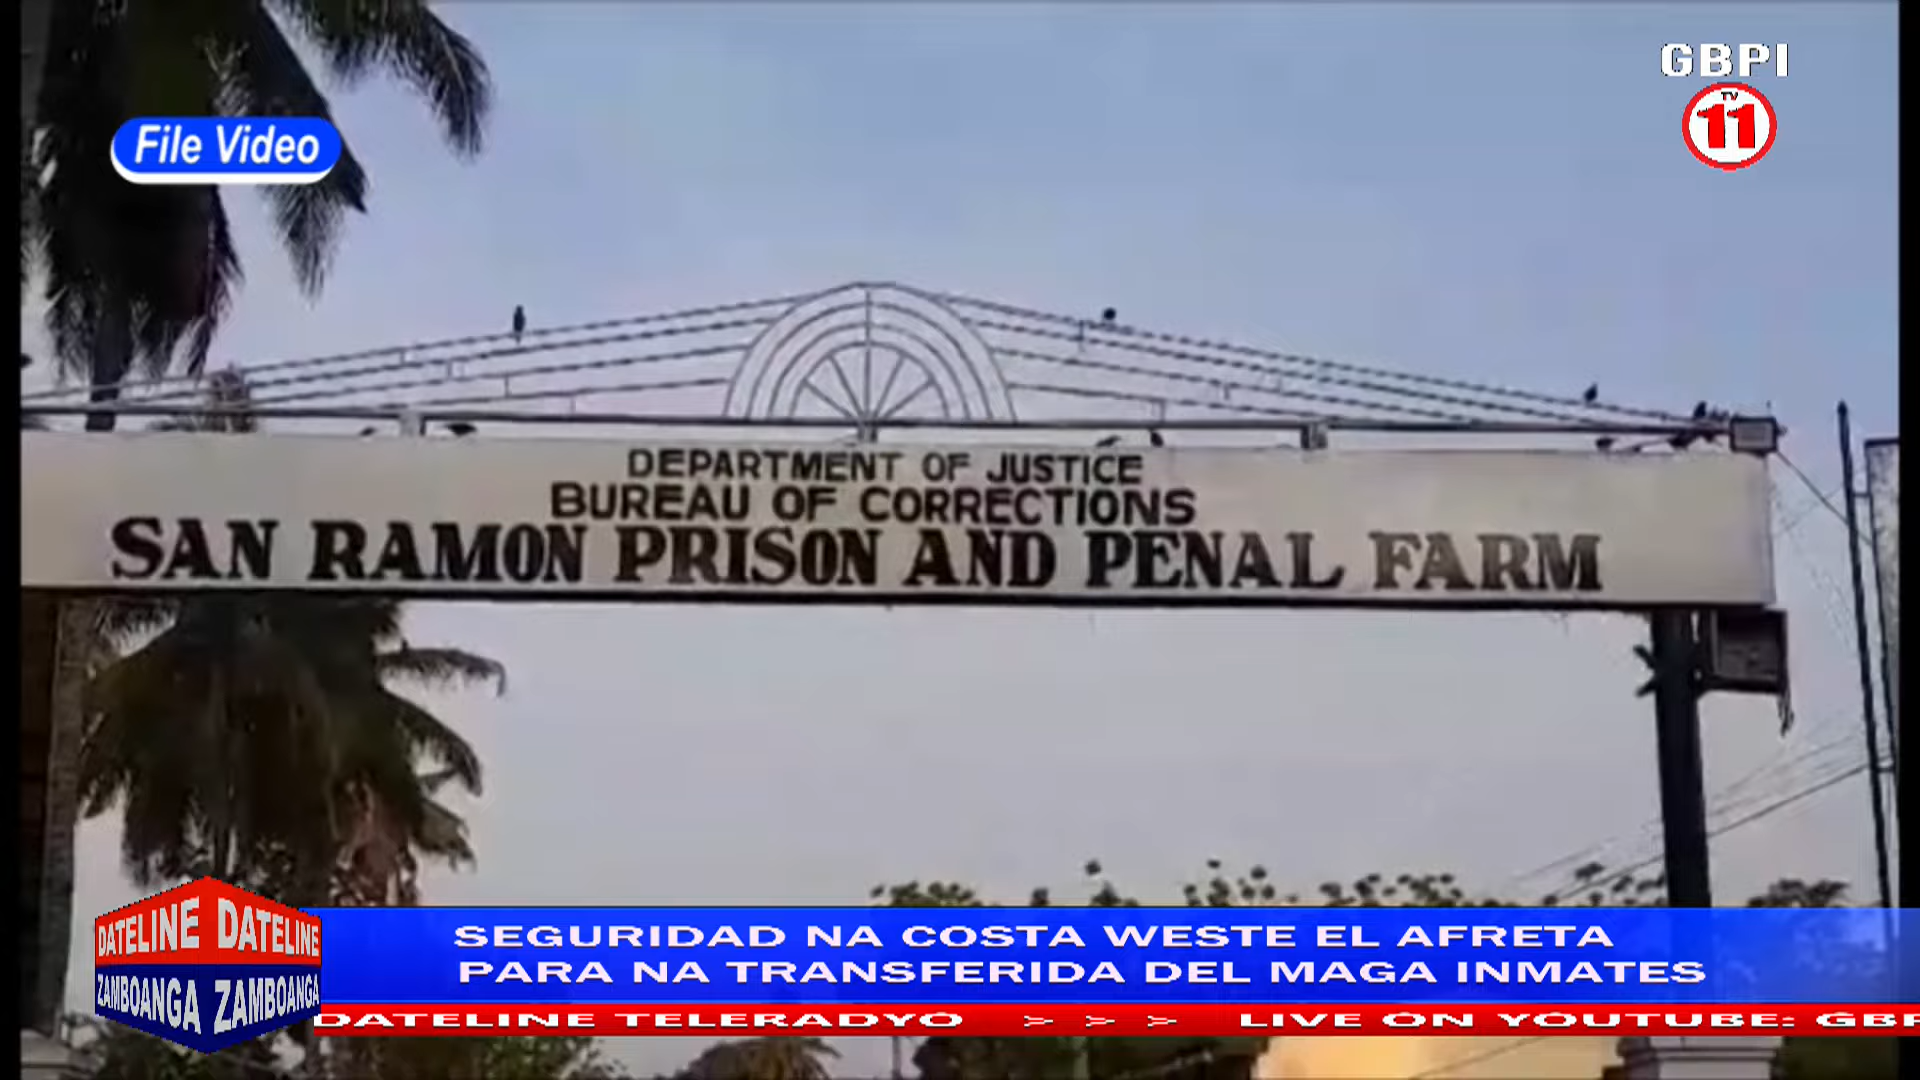 GBPI
TV
11
File Video
DEPARTMENT OF JUSTICE
BUREAU OF CORRECTIONS
SAN RAMON PRISON AND PENAL FARM
SEGURIDAD NA COSTA WESTE EL AFRETA
PARA NA TRANSFERIDA DEL MAGA INMATES
DATELINE DATELINE
ZAMBOANGA ZAMBOANGA
DATELINE TELERADYO > > > LIVE ON YOUTUBE: